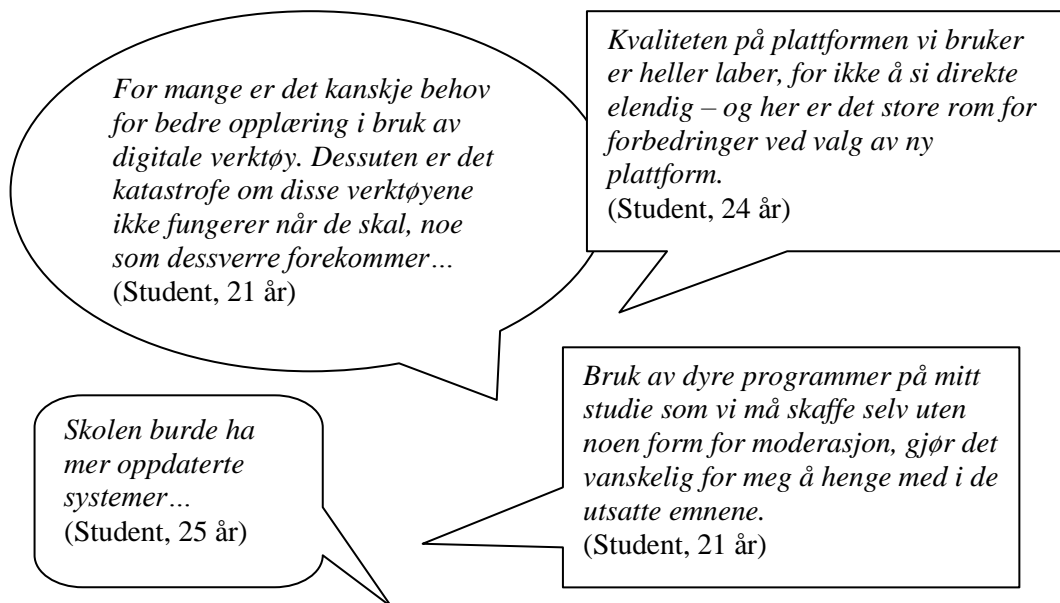 For mange er det kanskje behov
for bedre opplæring i bruk av
digitale verktøy. Dessuten er det
katastrofe om disse verktøyene
ikke fungerer når de skal, noe
som dessverre forekommer…
(Student, 21 år)
Kvaliteten på plattformen vi bruker
er heller laber, for ikke å si direkte
elendig – og her er det store rom for
forbedringer ved valg av ny
plattform.
(Student, 24 år)
Skolen burde ha
mer oppdaterte
systemer…
(Student, 25 år)
Bruk av dyre programmer på mitt
studie som vi må skaffe selv uten
noen form for moderasjon, gjør det
vanskelig for meg å henge med i de
utsatte emnene.
(Student, 21 år)